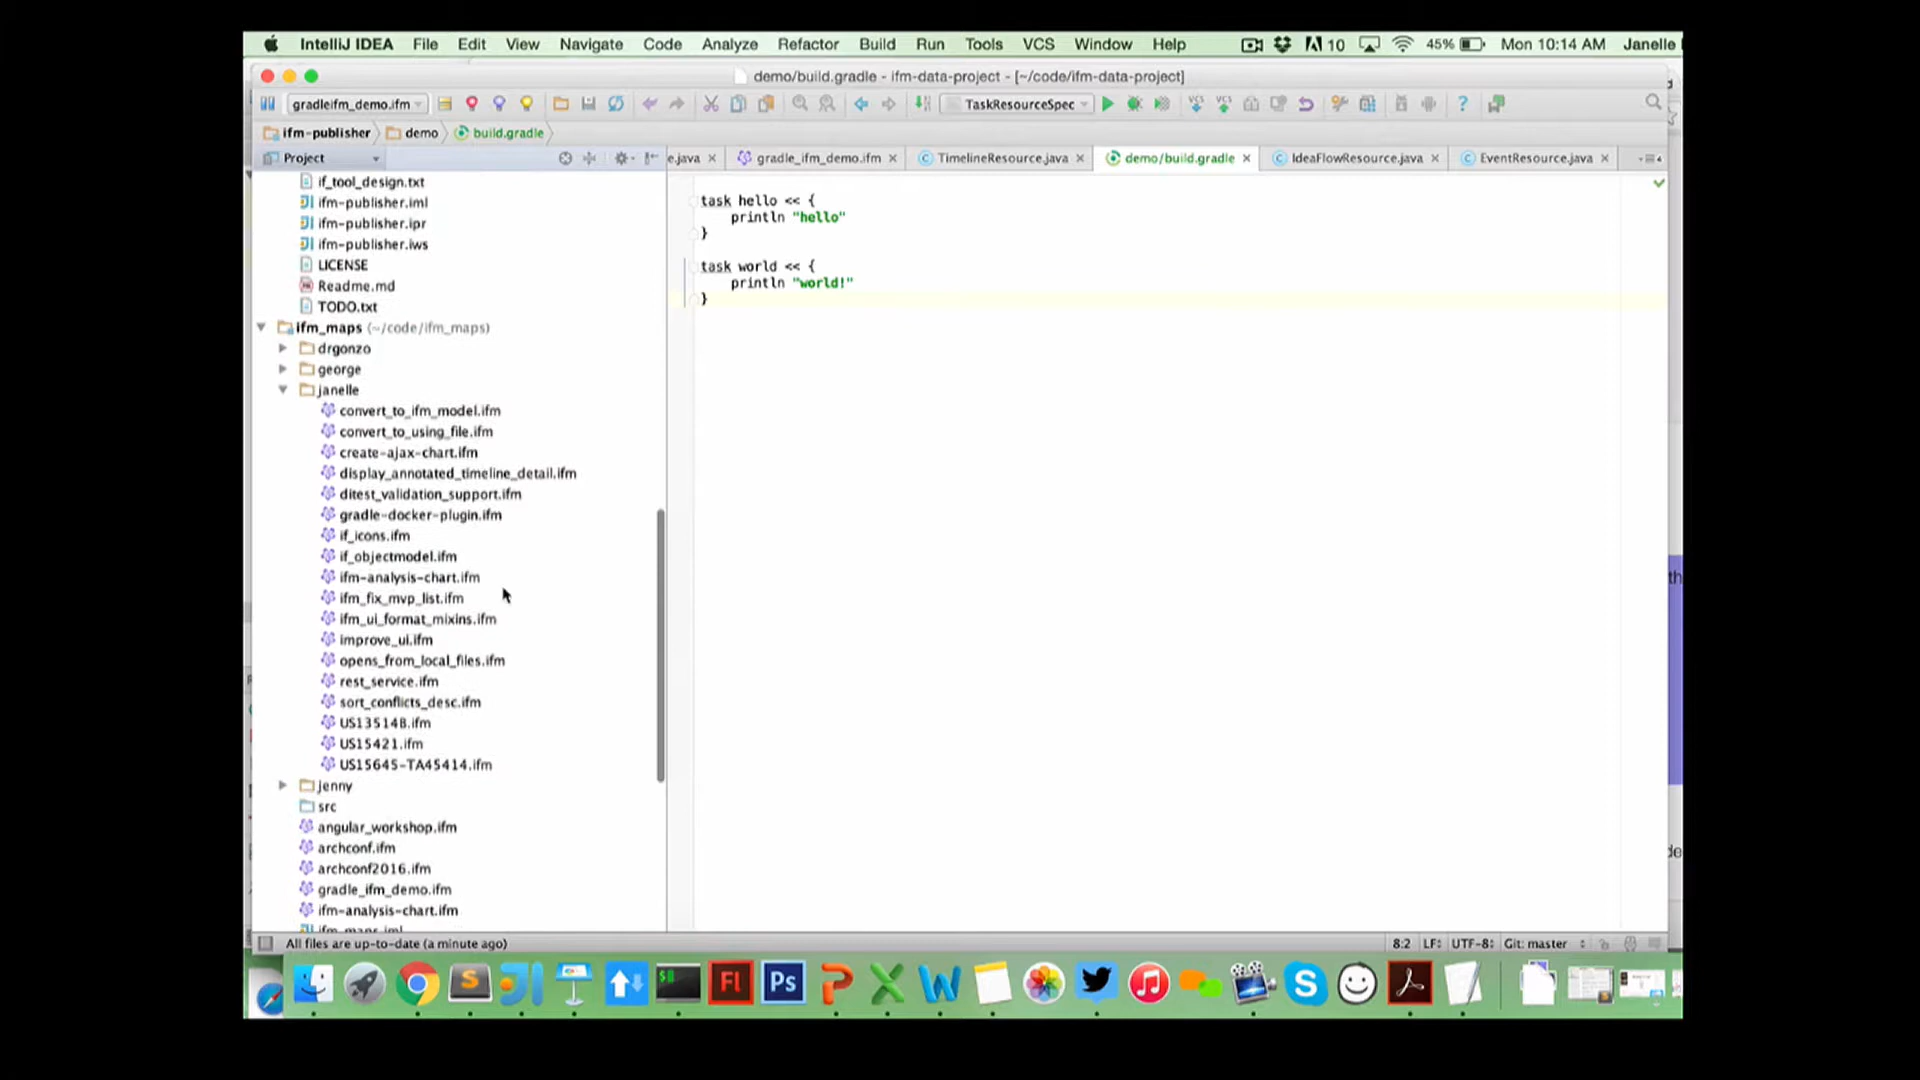 IntelliJ IDEA File Edit View Navigate Code Analyze Refactor Build Run Tools VCS Window Help 10 45% Mon 10:14 AM Janelle
demo/build.gradle - ifm-data-project - [~/code/ifm-data-project]
gradleifm_demo.ifm TaskResourceSpec
ifm-publisher demo build.gradle
Project
e.java gradle_ifm_demo.ifm TimelineResource.java demo/build.gradle IdeaFlowResource.java EventResource.java
if_tool_design.txt
ifm-publisher.iml
ifm-publisher.ipr
ifm-publisher.iws
LICENSE
Readme.md
TODO.txt
ifm_maps (~/code/ifm_maps)
drgonzo
george
janelle
convert_to_ifm_model.ifm
convert_to_using_file.ifm
create-ajax-chart.ifm
display_annotated_timeline_detail.ifm
ditest_validation_support.ifm
gradle-docker-plugin.ifm
if_icons.ifm
if_objectmodel.ifm
ifm-analysis-chart.ifm
ifm_fix_mvp_list.ifm
ifm_ui_format_mixins.ifm
improve_ui.ifm
opens_from_local_files.ifm
rest_service.ifm
sort_conflicts_desc.ifm
US135148.ifm
US15421.ifm
US15645-TA45414.ifm
jenny
src
angular_workshop.ifm
archconf.ifm
archconf2016.ifm
gradle_ifm_demo.ifm
ifm-analysis-chart.ifm
ifm_maps.iml
task hello << {
println "hello"
}
task world << {
println "world!"
}
th
de
All files are up-to-date (a minute ago) 8:2 LF: UTF-8: Git: master
S $ Fl Ps P X W S